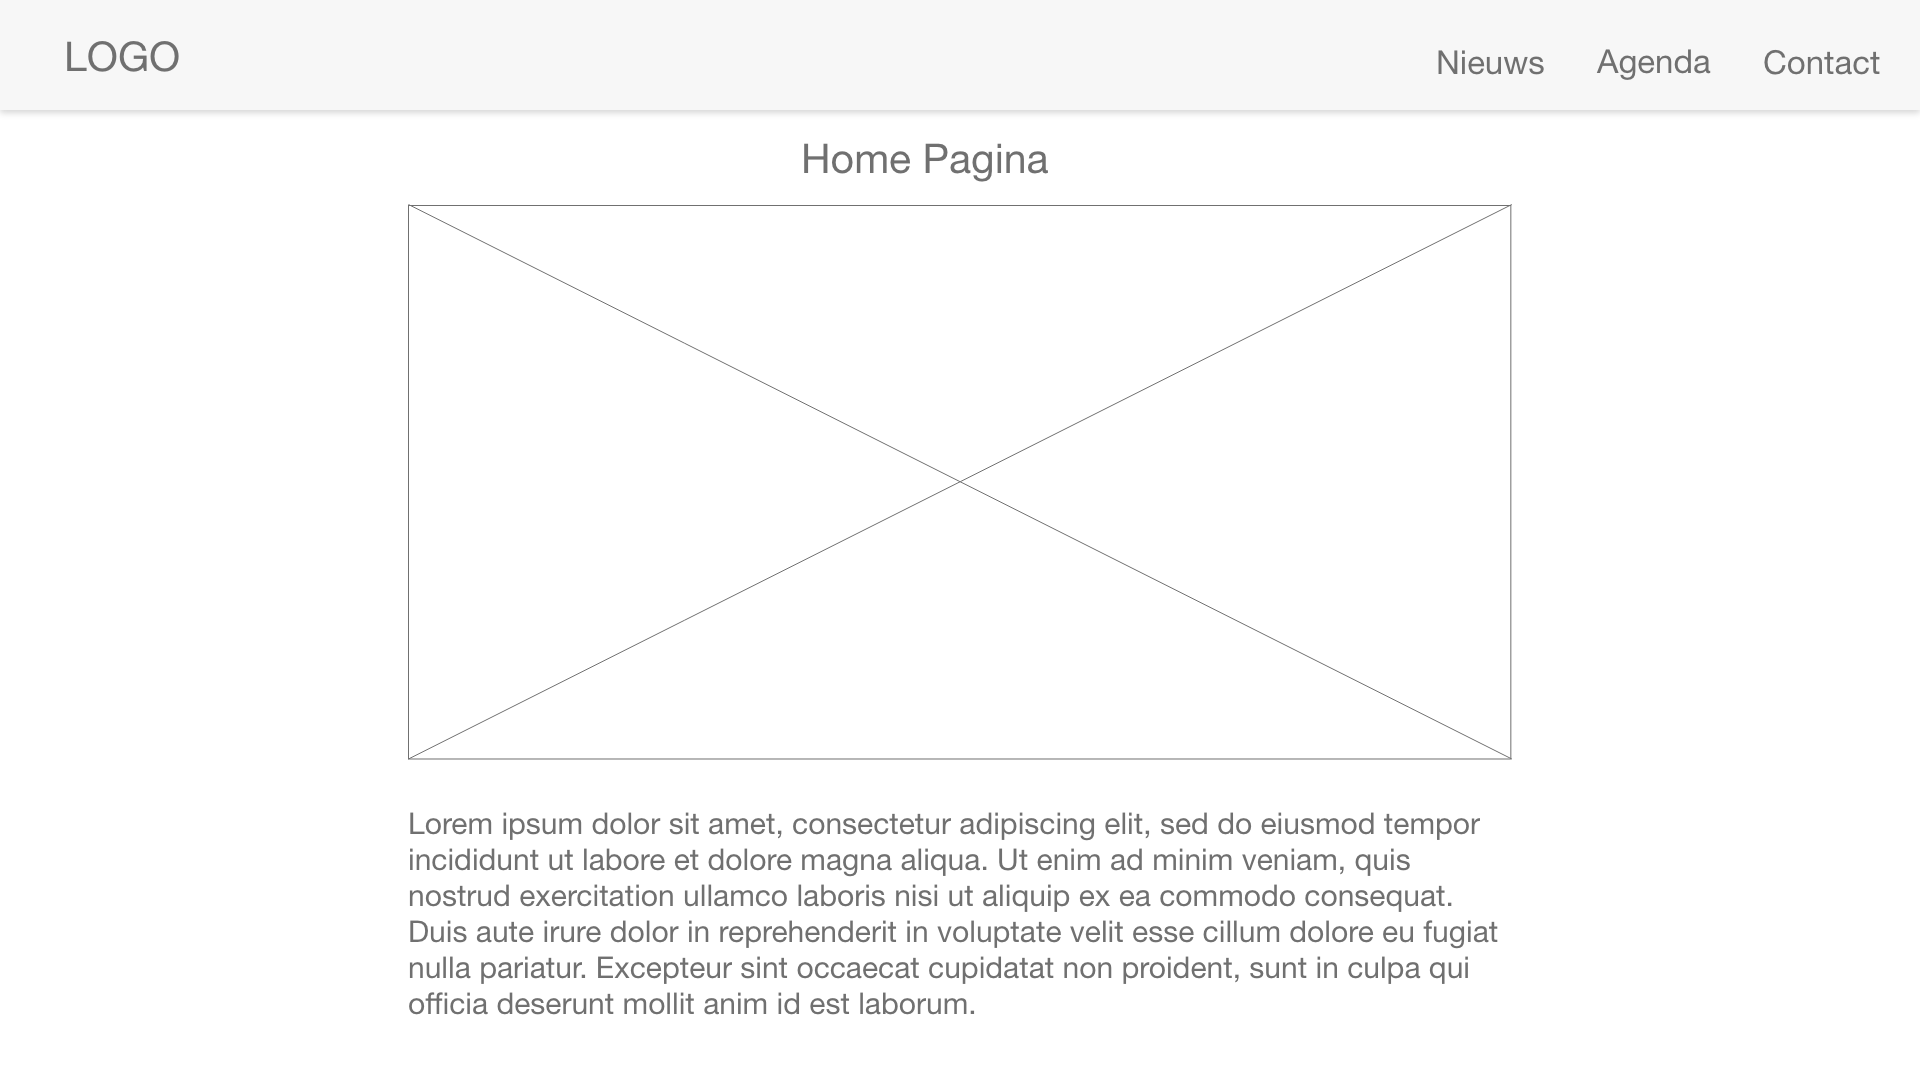 LOGO
Nieuws
Agenda
Contact
Home Pagina
Lorem ipsum dolor sit amet, consectetur adipiscing elit, sed do eiusmod tempor
incididunt ut labore et dolore magna aliqua. Ut enim ad minim veniam, quis
nostrud exercitation ullamco laboris nisi ut aliquip ex ea commodo consequat.
Duis aute irure dolor in reprehenderit in voluptate velit esse cillum dolore eu fugiat
nulla pariatur. Excepteur sint occaecat cupidatat non proident, sunt in culpa qui
officia deserunt mollit anim id est laborum.